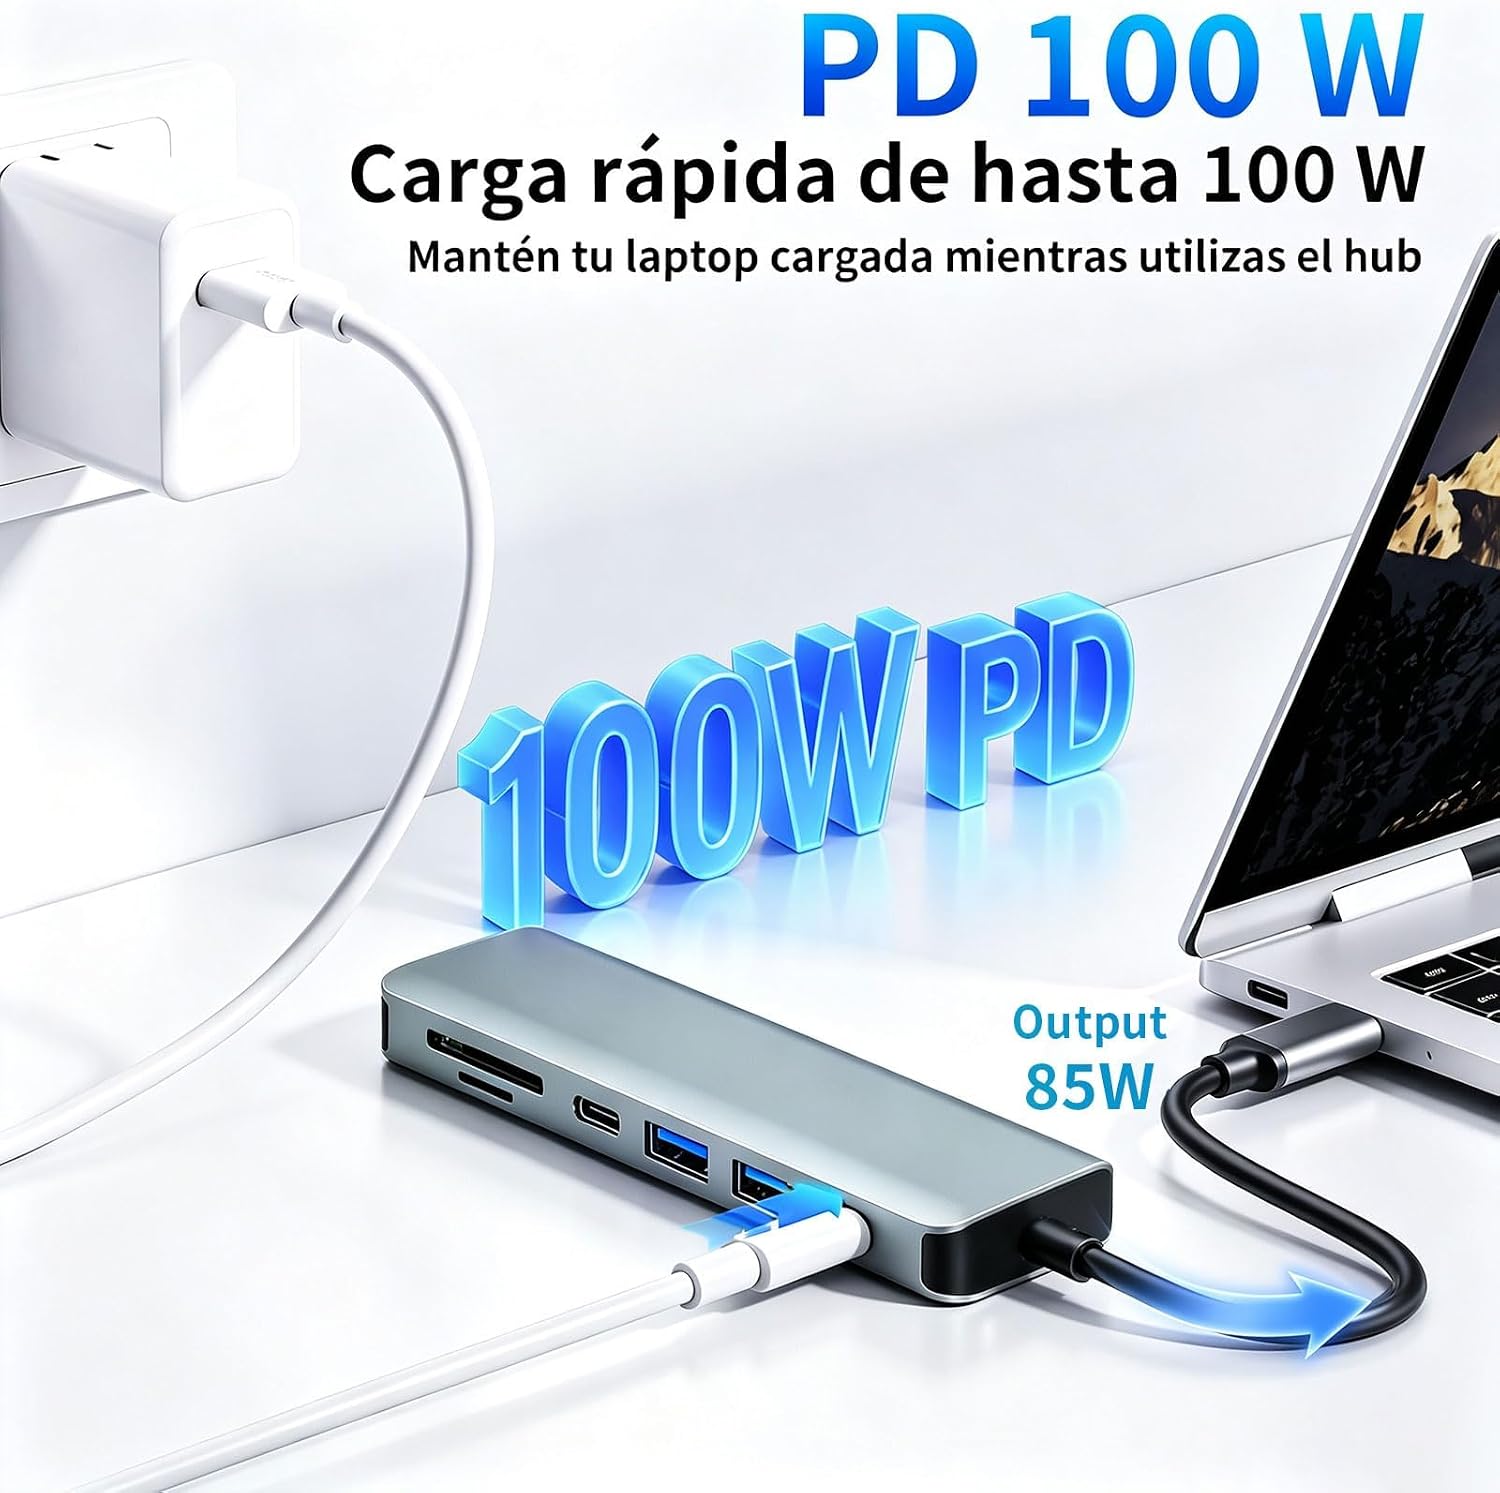 PD 100 W
Carga rápida de hasta 100 W
Mantén tu laptop cargada mientras utilizas el hub
100W PD
Output
85W